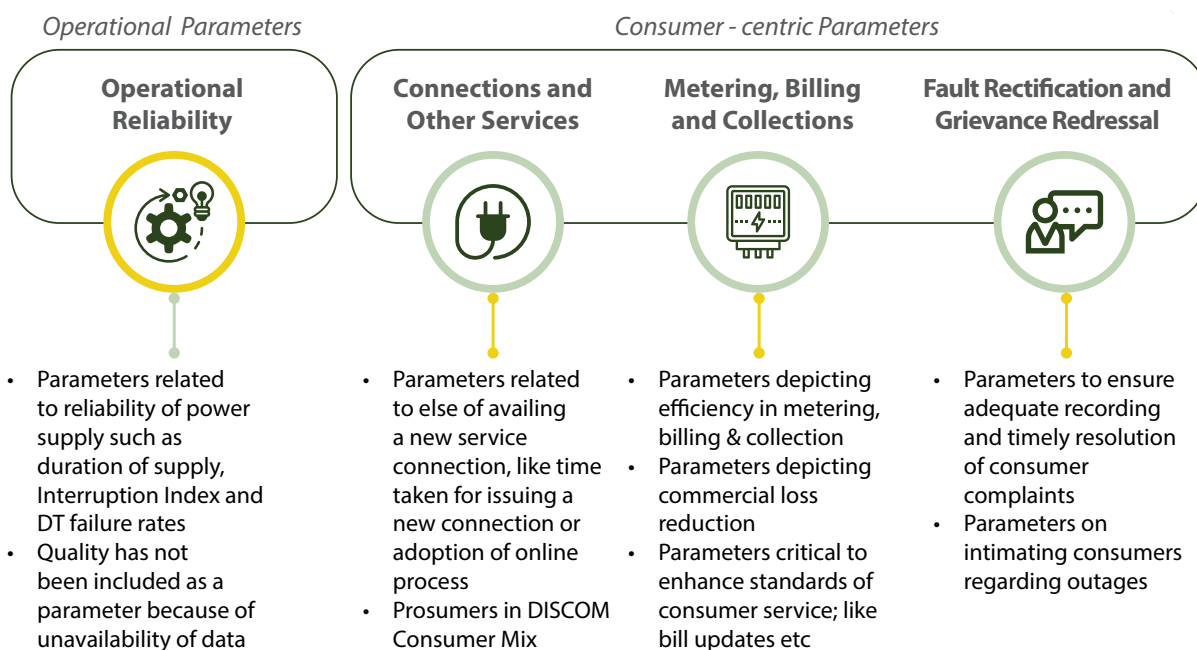 Operational Parameters
Consumer - centric Parameters
Operational
Reliability
Connections and
Other Services
Metering, Billing
and Collections
Fault Rectification and
Grievance Redressal
• Parameters related
to reliability of power
supply such as
duration of supply,
Interruption Index and
DT failure rates
• Quality has not
been included as a
parameter because of
unavailability of data
• Parameters related
to else of availing
a new service
connection, like time
taken for issuing a
new connection or
adoption of online
process
• Prosumers in DISCOM
Consumer Mix
• Parameters depicting
efficiency in metering,
billing & collection
• Parameters depicting
commercial loss
reduction
• Parameters critical to
enhance standards of
consumer service; like
bill updates etc
• Parameters to ensure
adequate recording
and timely resolution
of consumer
complaints
• Parameters on
intimating consumers
regarding outages